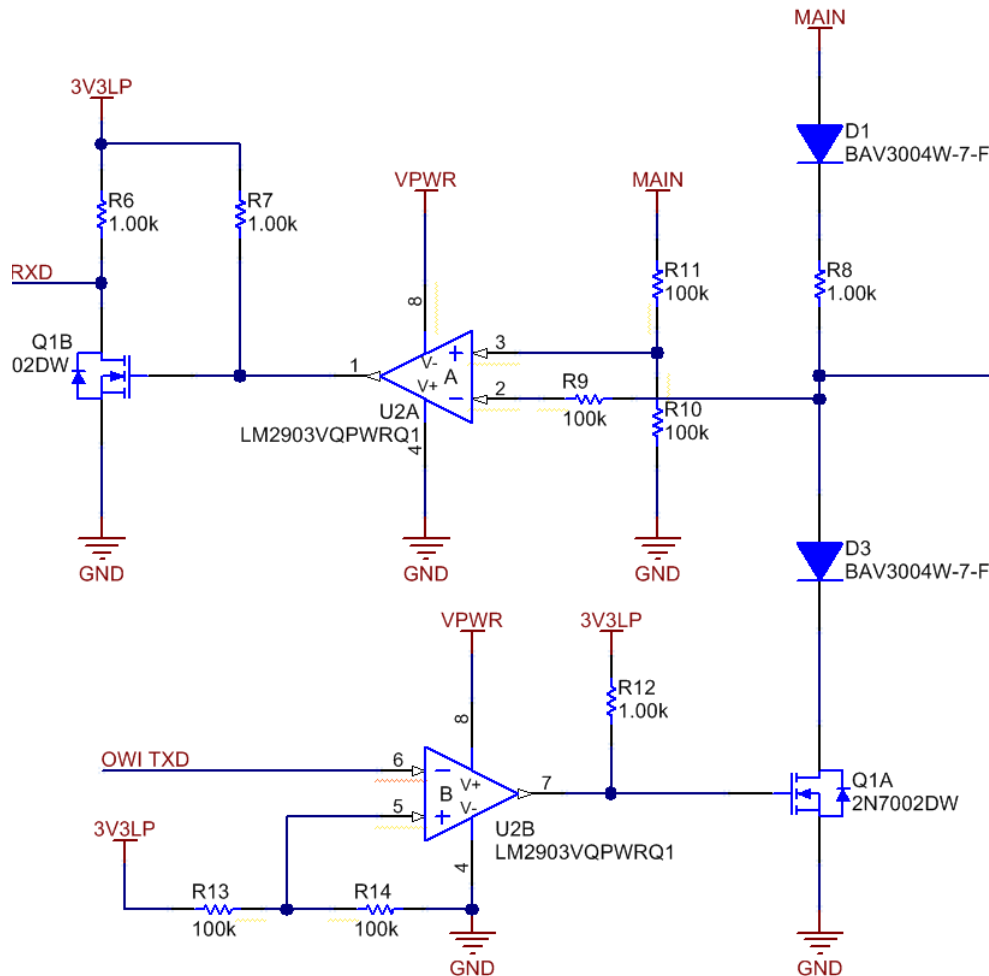 MAIN
D1
BAV3004W-7-F
3V3LP
R6
1.00k
R7
1.00k
VPWR
MAIN
R11
100k
R8
1.00k
RXD
8
Q1B
02DW
1
V-
V+
+
A
-
3
2
R9
100k
R10
100k
U2A
LM2903VQPWRQ1
4
GND
GND
GND
D3
BAV3004W-7-F
VPWR
3V3LP
R12
1.00k
8
OWI TXD
6
5
-
B
+
V+
V-
7
Q1A
2N7002DW
3V3LP
U2B
LM2903VQPWRQ1
4
R13
100k
R14
100k
GND
GND